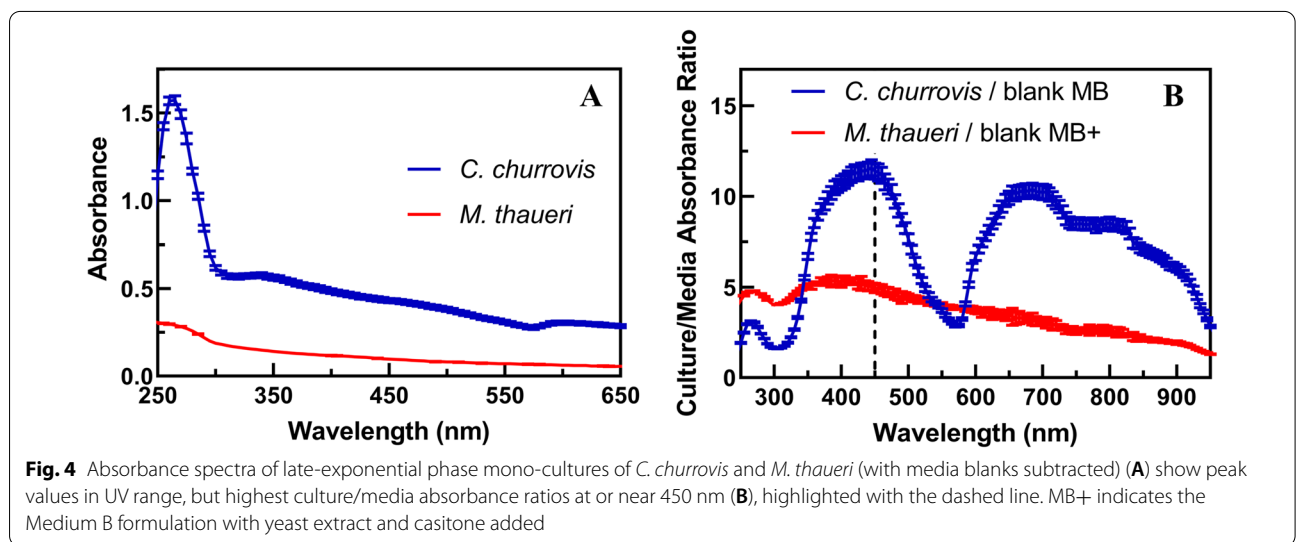 A
Absorbance
1.5
1.0
0.5
0.0
C. churrovis
M. thaueri
250 350 450 550 650
Wavelength (nm)
B
Culture/Media Absorbance Ratio
15
10
5
0
C. churrovis / blank MB
M. thaueri / blank MB+
300 400 500 600 700 800 900
Wavelength (nm)
Fig. 4 Absorbance spectra of late-exponential phase mono-cultures of C. churrovis and M. thaueri (with media blanks subtracted) (A) show peak
values in UV range, but highest culture/media absorbance ratios at or near 450 nm (B), highlighted with the dashed line. MB+ indicates the
Medium B formulation with yeast extract and casitone added